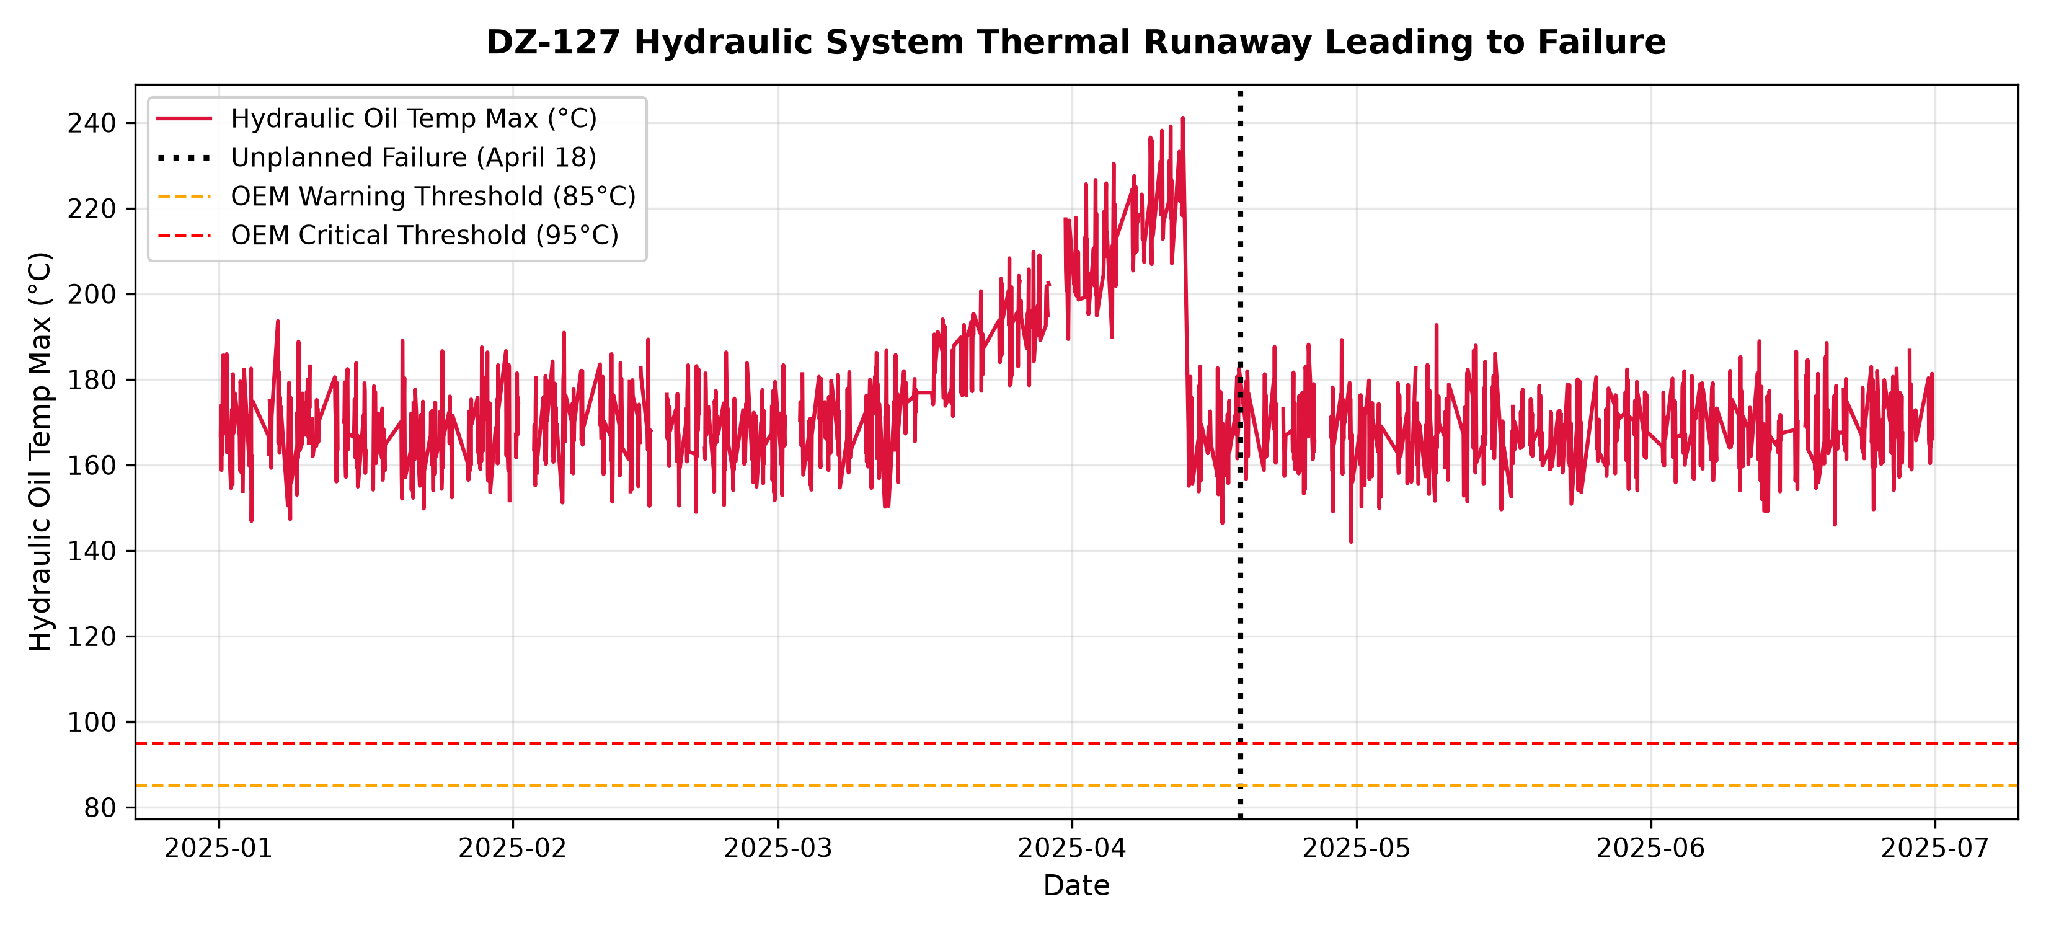 DZ-127 Hydraulic System Thermal Runaway Leading to Failure
Hydraulic Oil Temp Max (°C)
Unplanned Failure (April 18)
OEM Warning Threshold (85°C)
OEM Critical Threshold (95°C)
Hydraulic Oil Temp Max (°C)
240
220
200
180
160
140
120
100
80
2025-01 2025-02 2025-03 2025-04 2025-05 2025-06 2025-07
Date